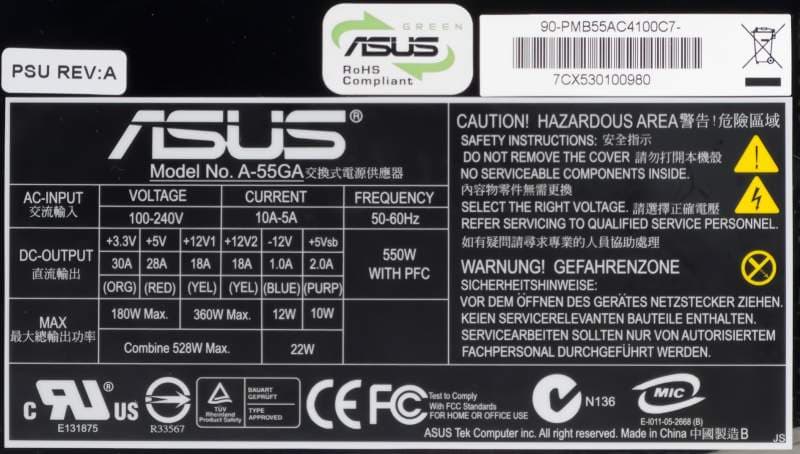 PSU REV:A
GREEN
ASUS
RoHS
Compliant
90-PMB55AC4100C7-
7CX530100980
ASUS®
Model No. A-55GA 交換式電源供應器
AC-INPUT VOLTAGE CURRENT FREQUENCY
交流輸入 100-240V 10A-5A 50-60Hz
DC-OUTPUT +3.3V +5V +12V1 +12V2 -12V +5Vsb 550W
直流輸出 30A 28A 18A 18A 1.0A 2.0A WITH PFC
(ORG) (RED) (YEL) (YEL) (BLUE) (PURP)
MAX 180W Max. 360W Max. 12W 10W
最大總輸出功率 Combine 528W Max. 22W
CAUTION! HAZARDOUS AREA 警告!危險區域
SAFETY INSTRUCTIONS: 安全指示
DO NOT REMOVE THE COVER 請勿打開本機殼
NO SERVICEABLE COMPONENTS INSIDE.
內容物零件無需更換
SELECT THE RIGHT VOLTAGE. 請選擇正確電壓
REFER SERVICING TO QUALIFIED SERVICE PERSONNEL.
如有疑問請尋求專業的人員協助處理
WARNUNG! GEFAHRENZONE
SICHERHEITSHINWEISE:
VOR DEM ÖFFNEN DES GERÄTES NETZSTECKER ZIEHEN.
KEIEN SERVICERELEVANTEN BAUTEILE ENTHALTEN.
SERVICEARBEITEN SOLLTEN NUR VON AUTORISIERTEM
FACHPERSONAL DURCHGEFÜHRT WERDEN.
c RU ® US
E131875
R33567
TÜV
Rheinland
Product Safety
BAUART
GEPRÜFT
TYPE
APPROVED
CE FC
Test to Comply
With FCC Standards
FOR HOME OR OFFICE USE
N136
MIC
E-I011-05-2668 (B)
ASUS Tek Computer inc. All Rights Reserved. Made in China 中國製造 B
JS